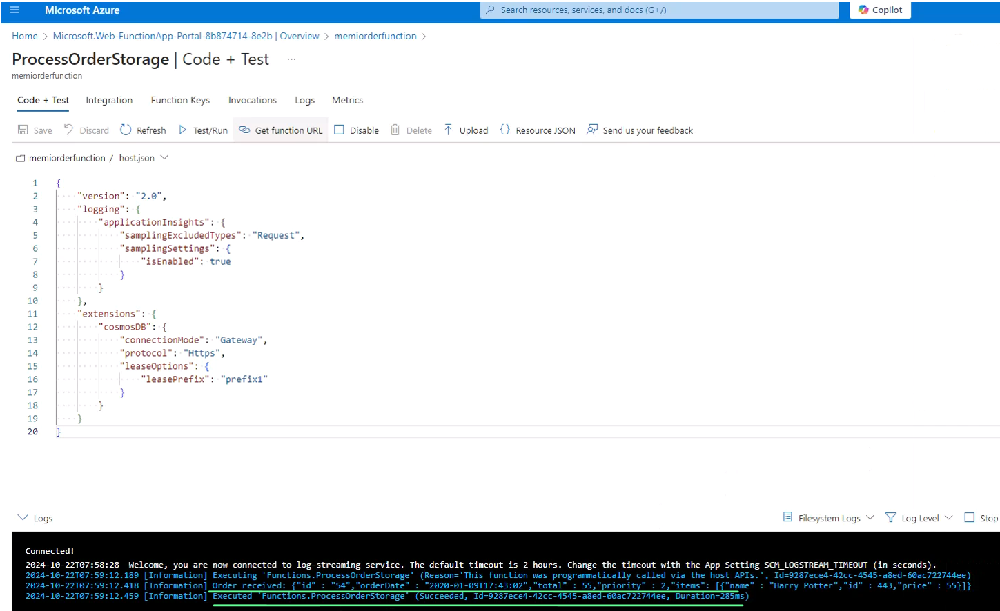 Microsoft Azure
Search resources, services, and docs (G+/)
Copilot
Home > Microsoft.Web-FunctionApp-Portal-8b874714-8e2b | Overview > memiorderfunction >
ProcessOrderStorage | Code + Test ...
memiorderfunction
Code + Test Integration Function Keys Invocations Logs Metrics
Save Discard Refresh Test/Run Get function URL Disable Delete Upload Resource JSON Send us your feedback
memiorderfunction / host.json
1 {
2 "version": "2.0",
3 "logging": {
4 "applicationInsights": {
5 "samplingExcludedTypes": "Request",
6 "samplingSettings": {
7 "isEnabled": true
8 }
9 }
10 },
11 "extensions": {
12 "cosmosDB": {
13 "connectionMode": "Gateway",
14 "protocol": "Https",
15 "leaseOptions": {
16 "leasePrefix": "prefix1"
17 }
18 }
19 }
20 }
Logs Filesystem Logs Log Level Stop
Connected!
2024-10-22T07:58:28 Welcome, you are now connected to log-streaming service. The default timeout is 2 hours. Change the timeout with the App Setting SCM_LOGSTREAM_TIMEOUT (in seconds).
2024-10-22T07:59:12.189 [Information] Executing 'Functions.ProcessOrderStorage' (Reason='This function was programmatically called via the host APIs.', Id=9287ece4-42cc-4545-a8ed-60ac722744ee)
2024-10-22T07:59:12.418 [Information] Order received: {"id" : "54","orderDate" : "2020-01-09T17:43:02","total" : 55,"priority" : 2,"items": [{"name" : "Harry Potter","id" : 443,"price" : 55}]}
2024-10-22T07:59:12.459 [Information] Executed 'Functions.ProcessOrderStorage' (Succeeded, Id=9287ece4-42cc-4545-a8ed-60ac722744ee, Duration=285ms)